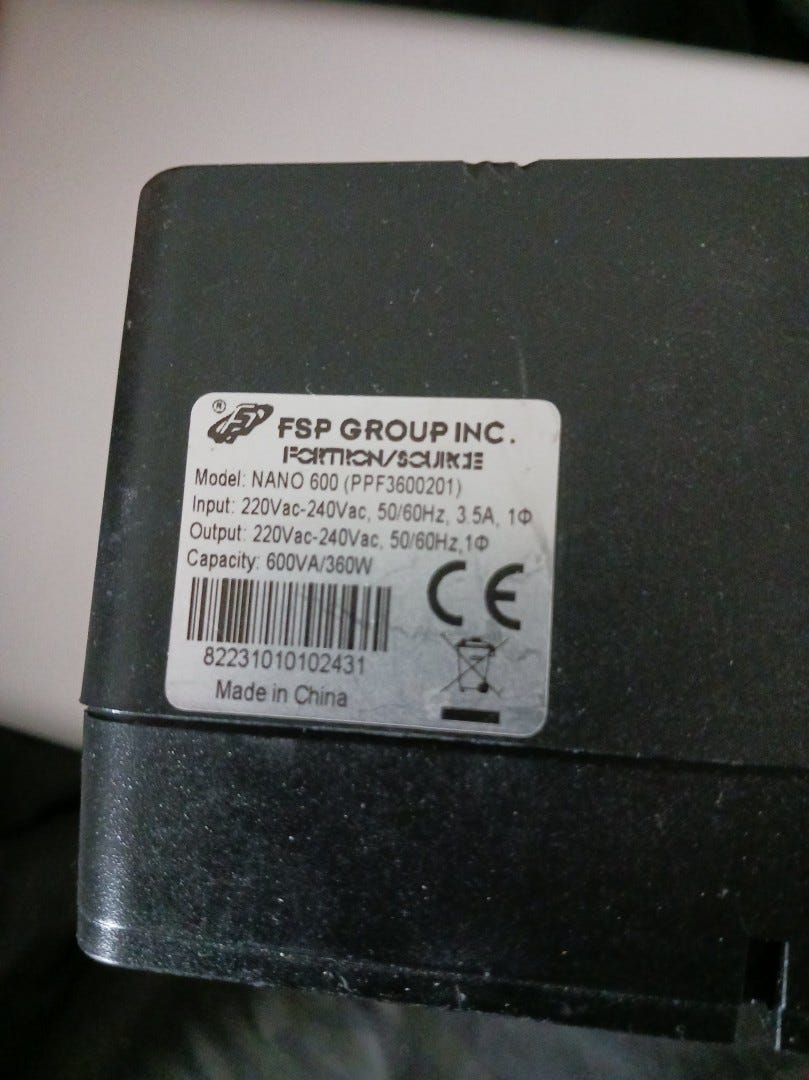 ® FSP FSP GROUP INC.
FORTRON/SOURCE
Model: NANO 600 (PPF3600201)
Input: 220Vac-240Vac, 50/60Hz, 3.5A, 1Φ
Output: 220Vac-240Vac, 50/60Hz,1Φ
Capacity: 600VA/360W
CE
82231010102431
Made in China